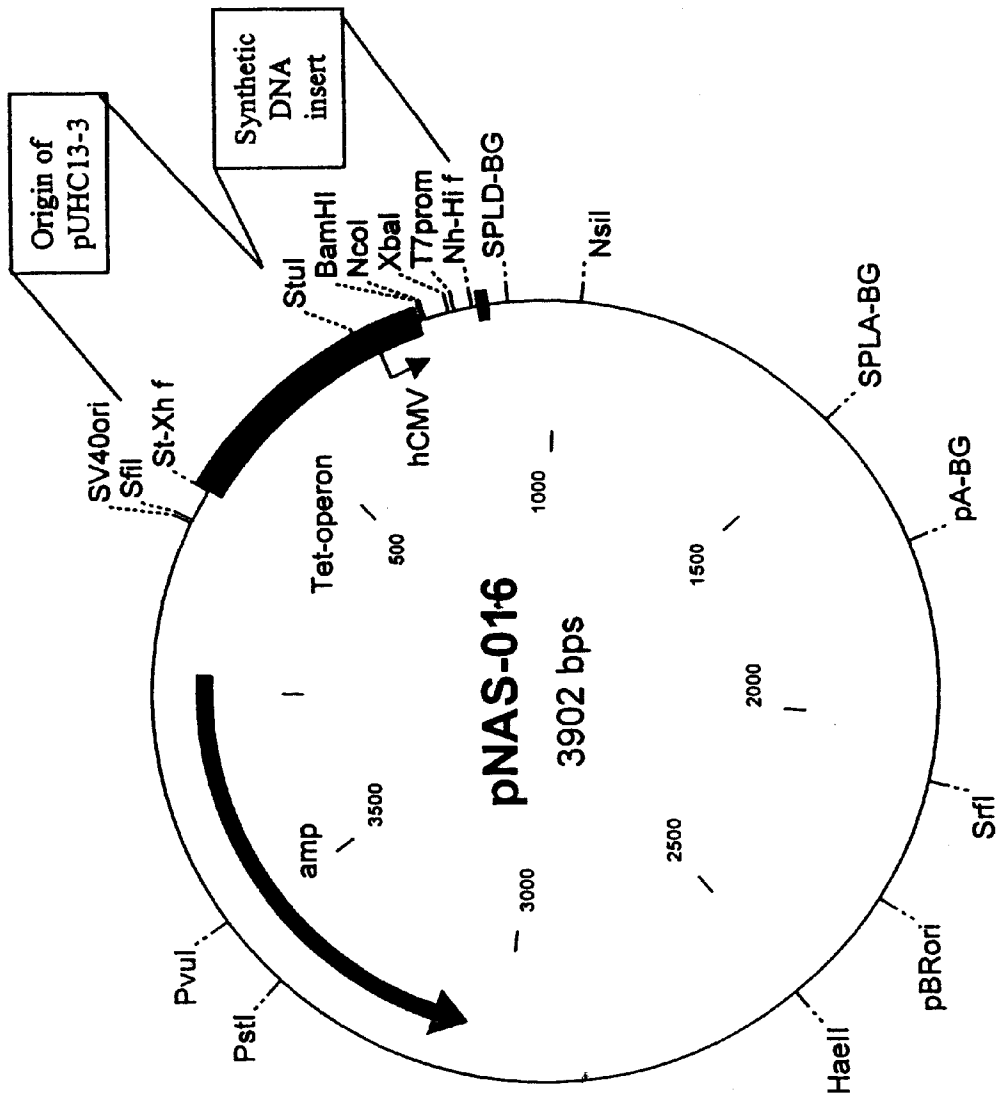 Origin of
pUHC13-3
Synthetic
DNA
insert
SV40ori
SfiI
St-Xh f
StuI
BamHI
NcoI
XbaI
T7prom
Nh-Hi f
SPLD-BG
NsiI
SPLA-BG
pA-BG
SrfI
pBRori
HaeII
PstI
PvuI
amp
Tet-operon
hCMV
500
1000
1500
2000
2500
3000
3500
pNAS-016
3902 bps